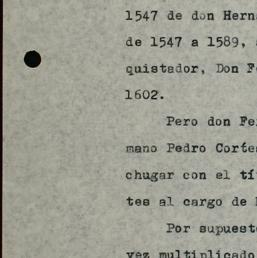 1547 de don Hern
de 1547 a 1589,
quistador, Don F
1602.
Pero don Fe
mano Pedro Corte
chugar con el tí
tes al cargo de
Por supuest
vez multiplicado